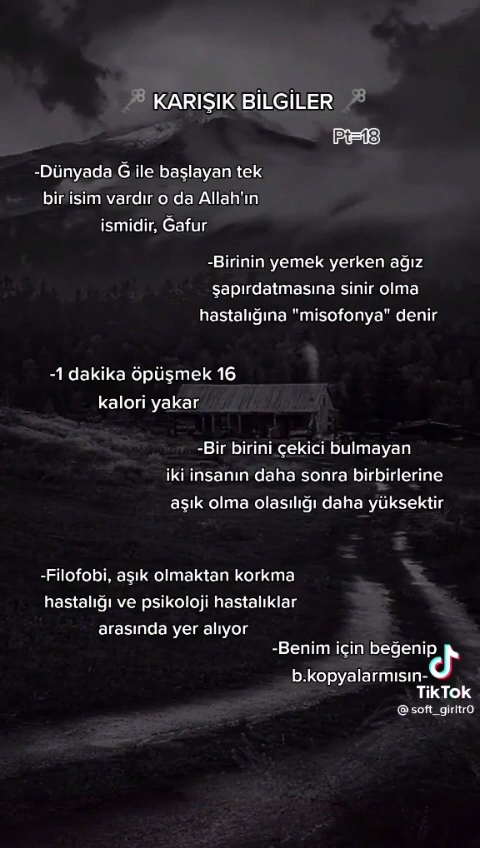 KARIŞIK BİLGİLER
Pt=18
-Dünyada Ğ ile başlayan tek
bir isim vardır o da Allah'ın
ismidir, Ğafur
-Birinin yemek yerken ağız
şapırdatmasına sinir olma
hastalığına "misofonya" denir
-1 dakika öpüşmek 16
kalori yakar
-Bir birini çekici bulmayan
iki insanın daha sonra birbirlerine
aşık olma olasılığı daha yüksektir
-Filofobi, aşık olmaktan korkma
hastalığı ve psikoloji hastalıklar
arasında yer alıyor
-Benim için beğenip
b.kopyalarmısın-
TikTok
@soft_girltr0